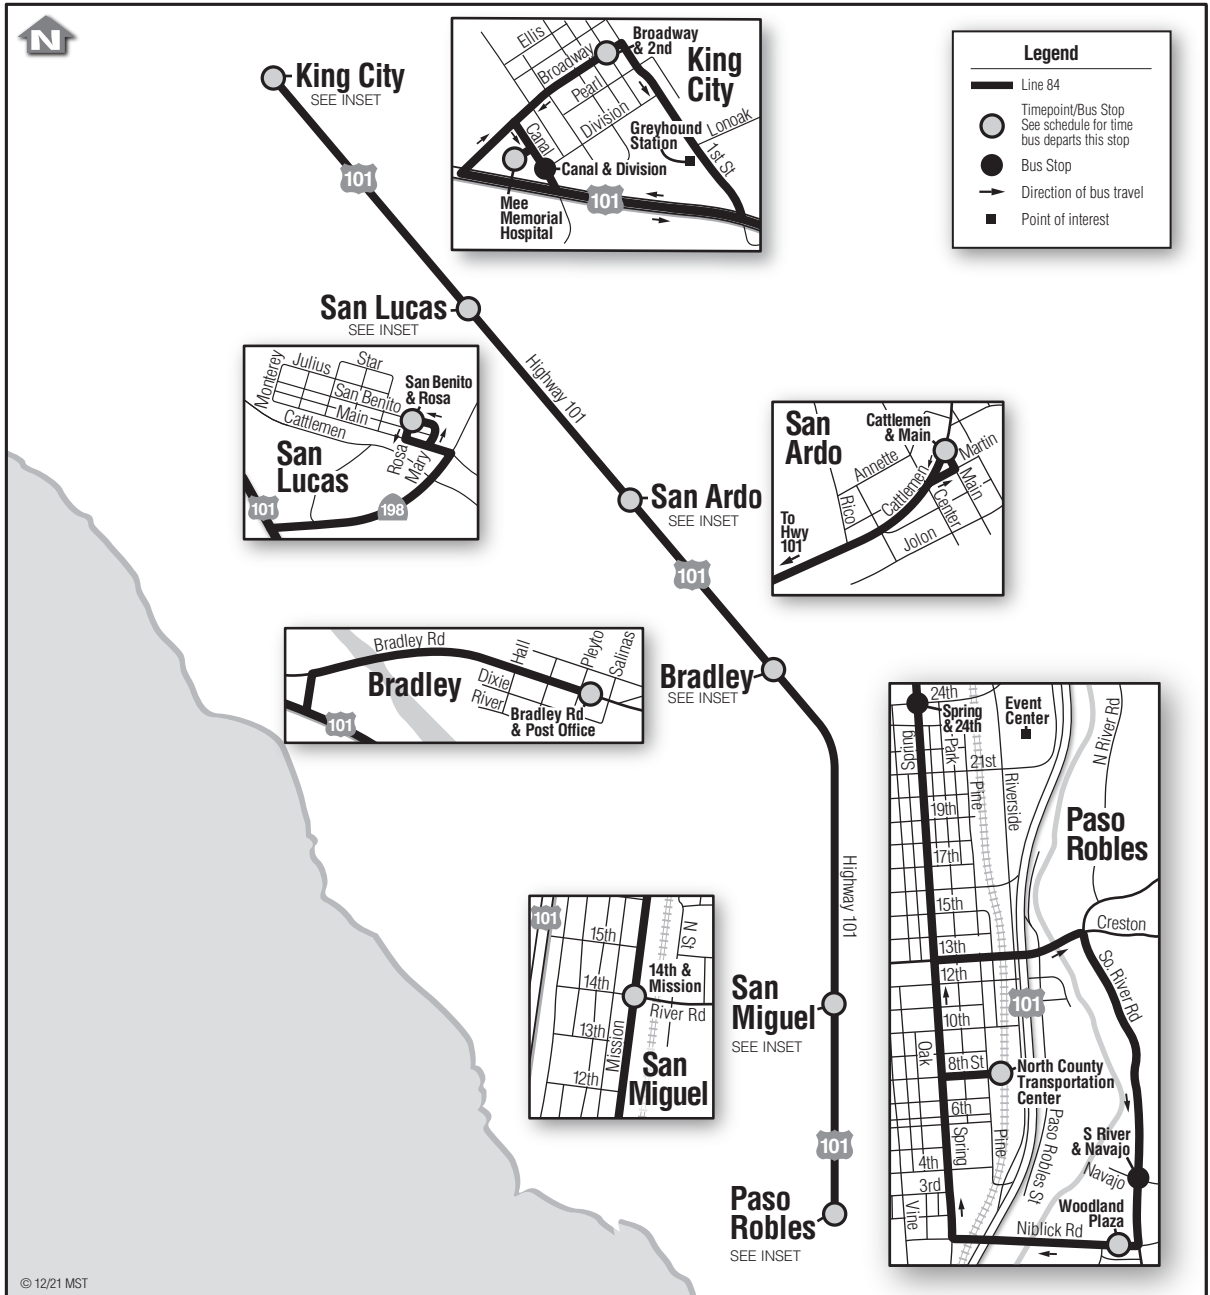 N
King City
SEE INSET
101
San Lucas
SEE INSET
Highway 101
San Ardo
SEE INSET
101
Bradley
SEE INSET
Highway 101
San
Miguel
SEE INSET
101
Paso
Robles
SEE INSET
King
City
Ellis
Broadway
Broadway
& 2nd
Pearl
Division
Canal
Greyhound
Station
Lonoak
1st St
Canal & Division
101
Mee
Memorial
Hospital
Legend
Line 84
Timepoint/Bus Stop
See schedule for time
bus departs this stop
Bus Stop
Direction of bus travel
Point of interest
Monterey
Julius
Star
San Benito
San Benito
& Rosa
Main
Cattlemen
San
Lucas
Rosa
Mary
101
198
San
Ardo
Cattlemen
& Main
Annette
Martin
Rico
Cattlemen
Center
Main
To
Hwy
101
Jolon
Bradley Rd
Bradley
Hall
Pleyto
Salinas
Dixie
River
Bradley Rd
& Post Office
101
101
15th
N St
14th &
Mission
14th
River Rd
13th
Mission
San
Miguel
12th
24th
Spring
& 24th
Event
Center
N River Rd
Spring
Park
21st
Pine
Riverside
19th
Paso
Robles
17th
15th
Creston
13th
12th
So. River Rd
101
10th
Oak
8th St
North County
Transportation
Center
6th
Spring
Pine
Paso Robles St
S River
& Navajo
4th
Navajo
3rd
Vine
Woodland
Plaza
Niblick Rd
© 12/21 MST